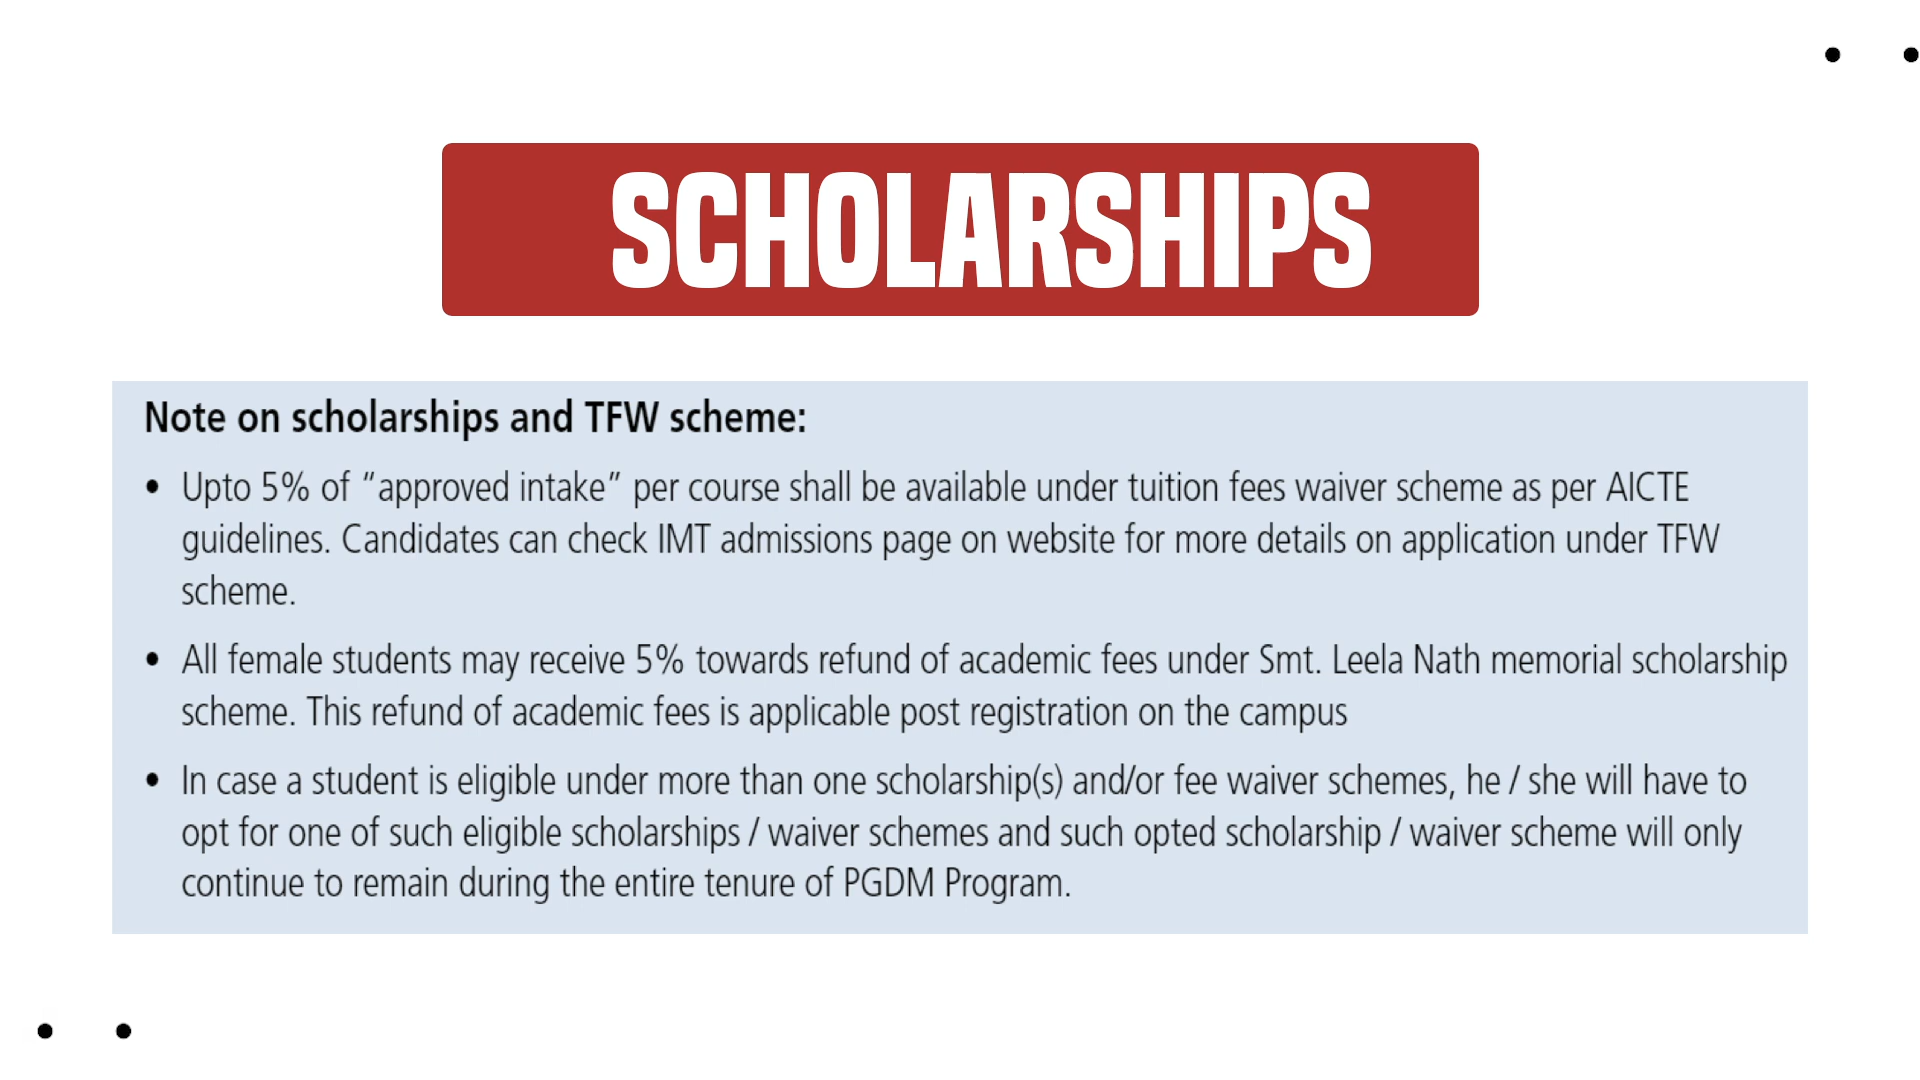 SCHOLARSHIPS
Note on scholarships and TFW scheme:
• Upto 5% of “approved intake” per course shall be available under tuition fees waiver scheme as per AICTE
guidelines. Candidates can check IMT admissions page on website for more details on application under TFW
scheme.
• All female students may receive 5% towards refund of academic fees under Smt. Leela Nath memorial scholarship
scheme. This refund of academic fees is applicable post registration on the campus
• In case a student is eligible under more than one scholarship(s) and/or fee waiver schemes, he / she will have to
opt for one of such eligible scholarships / waiver schemes and such opted scholarship / waiver scheme will only
continue to remain during the entire tenure of PGDM Program.